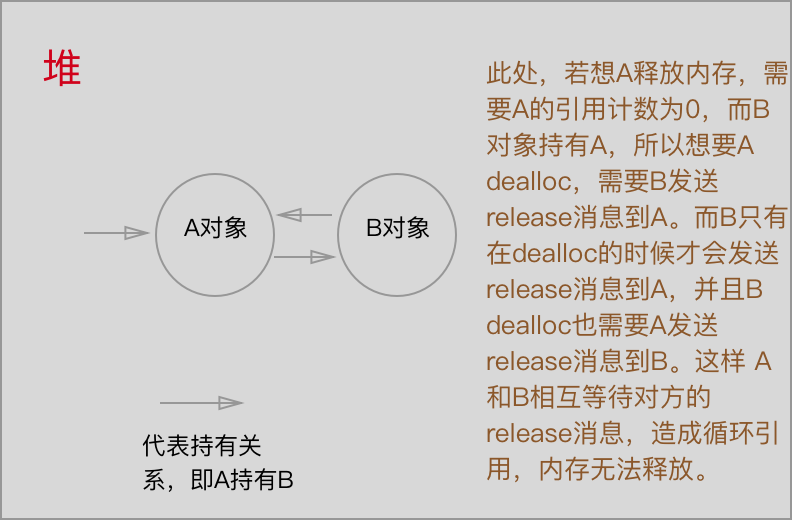 堆
此处，若想A释放内存，需
要A的引用计数为0，而B
对象持有A，所以想要A
dealloc，需要B发送
release消息到A。而B只有
在dealloc的时候才会发送
release消息到A，并且B
dealloc也需要A发送
release消息到B。这样 A
和B相互等待对方的
release消息，造成循环引
用，内存无法释放。
A对象
B对象
代表持有关
系，即A持有B